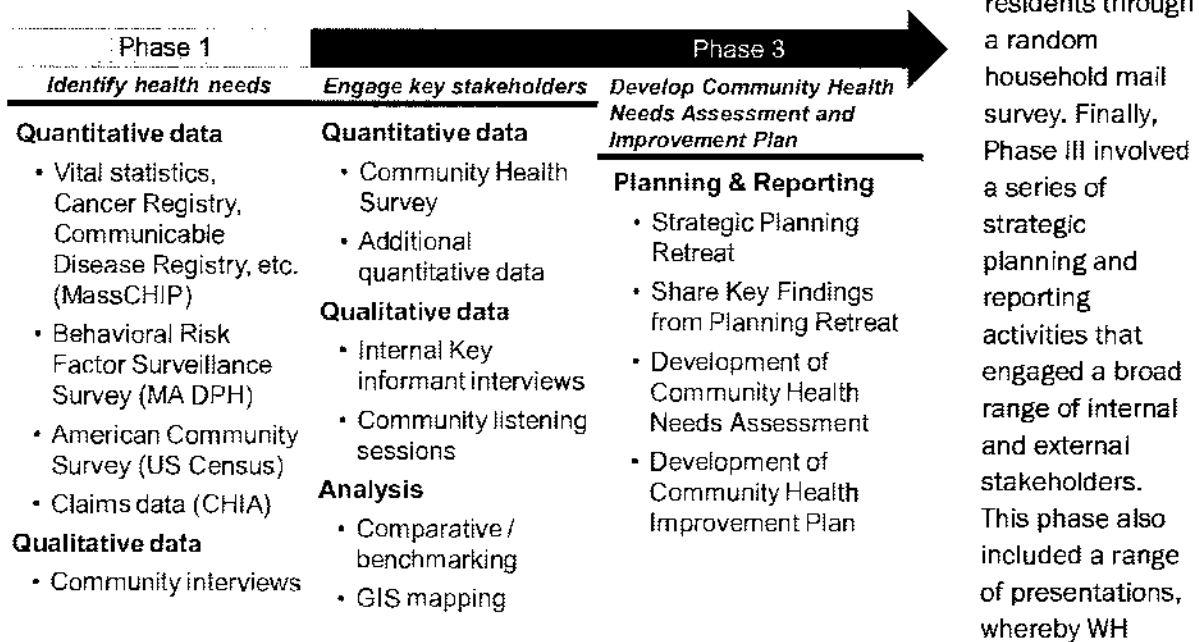 Phase 1
Identify health needs
Quantitative data
• Vital statistics,
Cancer Registry,
Communicable
Disease Registry, etc.
(MassCHIP)
• Behavioral Risk
Factor Surveillance
Survey (MA DPH)
• American Community
Survey (US Census)
• Claims data (CHIA)
Qualitative data
• Community interviews
Engage key stakeholders
Quantitative data
• Community Health
Survey
• Additional
quantitative data
Qualitative data
• Internal Key
informant interviews
• Community listening
sessions
Analysis
• Comparative /
benchmarking
• GIS mapping
Phase 3
Develop Community Health
Needs Assessment and
Improvement Plan
Planning & Reporting
• Strategic Planning
Retreat
• Share Key Findings
from Planning Retreat
• Development of
Community Health
Needs Assessment
• Development of
Community Health
Improvement Plan
residents through
a random
household mail
survey. Finally,
Phase III involved
a series of
strategic
planning and
reporting
activities that
engaged a broad
range of internal
and external
stakeholders.
This phase also
included a range
of presentations,
whereby WH